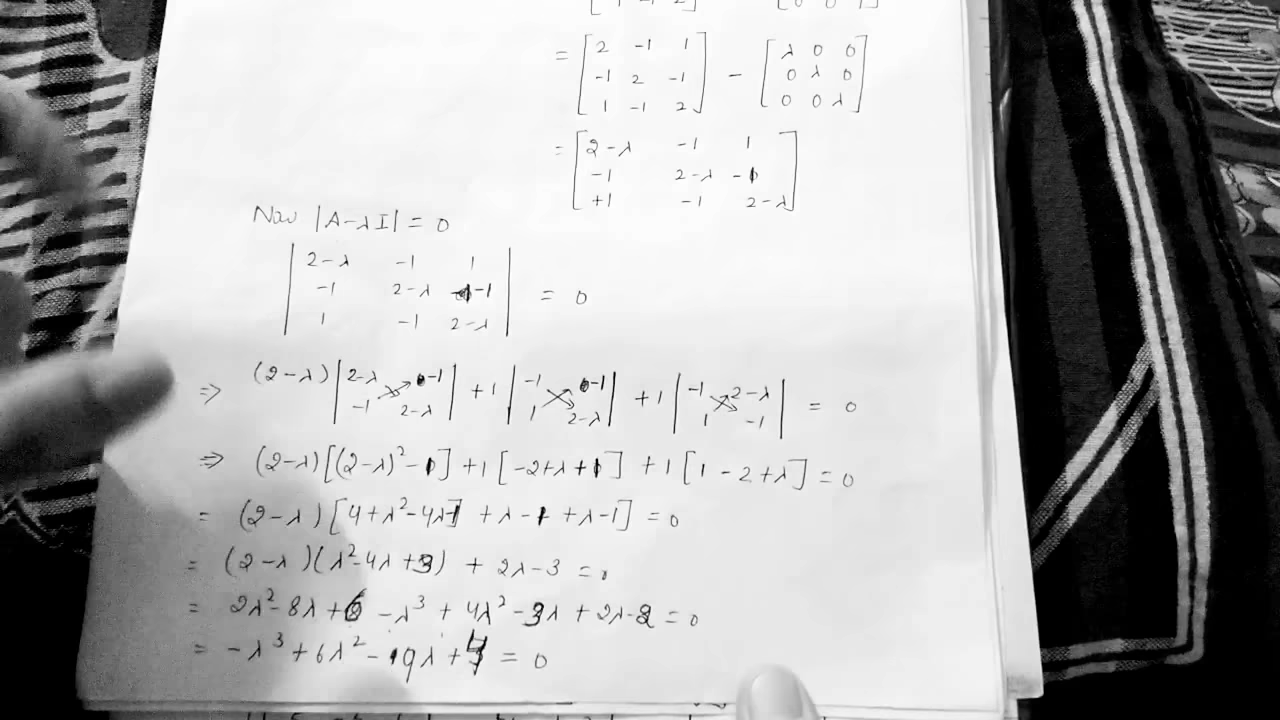 = [2 -1 1; -1 2 -1; 1 -1 2] - [λ 0 0; 0 λ 0; 0 0 λ]
= [2-λ -1 1; -1 2-λ -1; +1 -1 2-λ]
Now |A-λI| = 0
|2-λ -1 1; -1 2-λ -1; 1 -1 2-λ| = 0
⇒ (2-λ) |2-λ -1; -1 2-λ| +1 |-1 -1; 1 2-λ| +1 |-1 2-λ; 1 -1| = 0
⇒ (2-λ)[(2-λ)² - 1] +1 [-2+λ+1] +1 [1-2+λ] = 0
= (2-λ)[4+λ²-4λ-1 +λ-1 +λ-1] = 0
= (2-λ)(λ²-4λ+3) + 2λ-3 = 0
= 2λ²-8λ+6 -λ³ + 4λ²-3λ + 2λ-2 = 0
= -λ³ + 6λ² - 9λ + 4 = 0